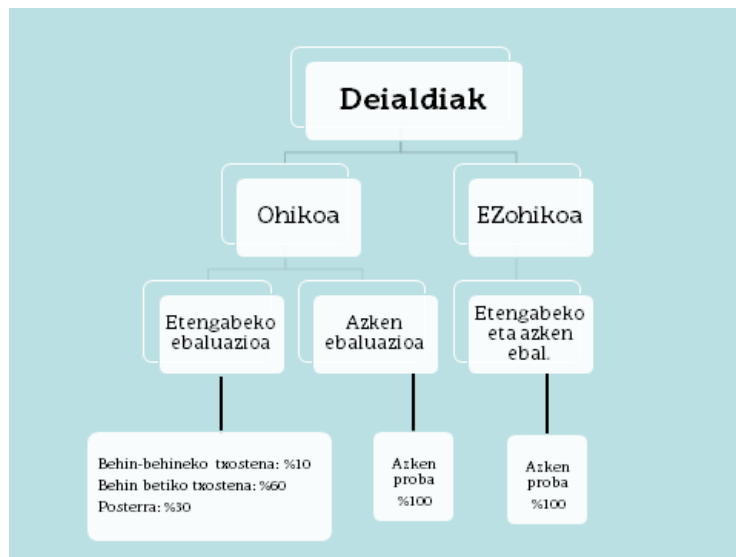 Deialdiak
Ohikoa
EZohikoa
Etengabeko
ebaluazioa
Azken
ebaluazioa
Etengabeko
eta azken
ebal.
Behin-behineko txostena: %10
Behin betiko txostena: %60
Posterra: %30
Azken
proba
%100
Azken
proba
%100